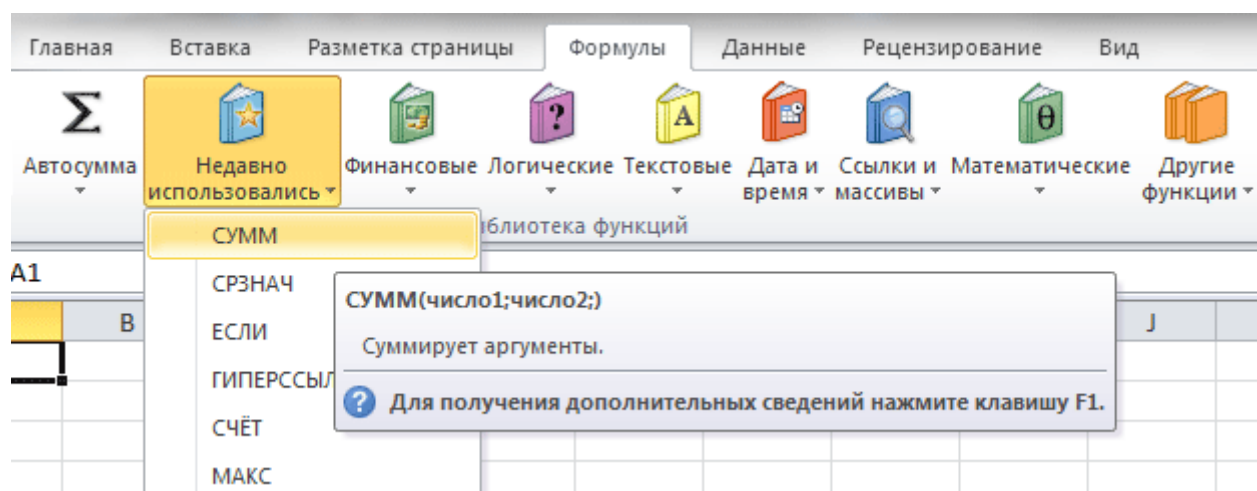 Главная Вставка Разметка страницы Формулы Данные Рецензирование Вид
Σ ? A θ
Автосумма Недавно использовались Финансовые Логические Текстовые Дата и время Ссылки и массивы Математические Другие функции
иблиотека функций
СУММ
A1
СРЗНАЧ
СУММ(число1;число2;)
B J
ЕСЛИ
Суммирует аргументы.
ГИПЕРССЫЛ
? Для получения дополнительных сведений нажмите клавишу F1.
СЧЁТ
МАКС